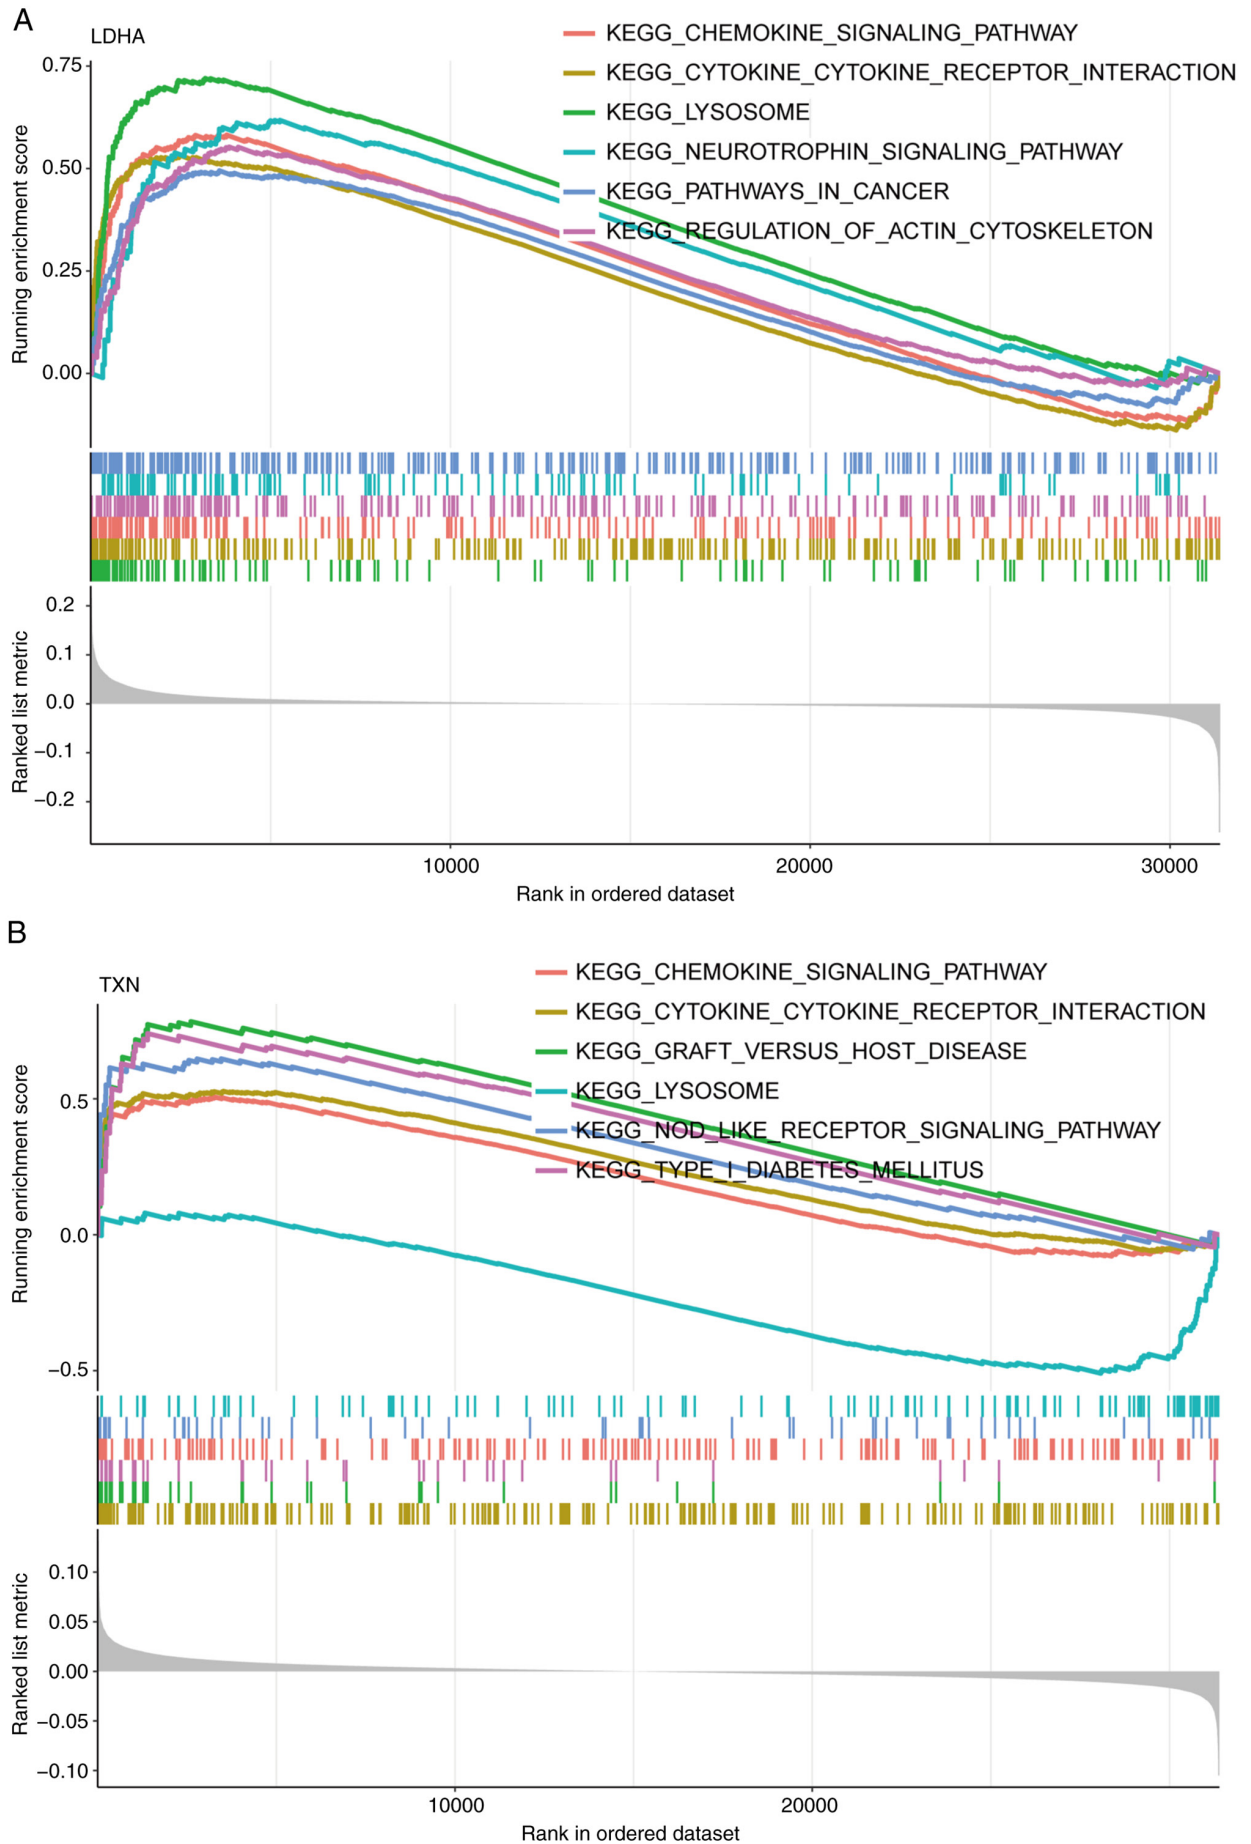 A
LDHA
KEGG_CHEMOKINE_SIGNALING_PATHWAY
KEGG_CYTOKINE_CYTOKINE_RECEPTOR_INTERACTION
KEGG_LYSOSOME
KEGG_NEUROTROPHIN_SIGNALING_PATHWAY
KEGG_PATHWAYS_IN_CANCER
KEGG_REGULATION_OF_ACTIN_CYTOSKELETON
Running enrichment score
0.75
0.50
0.25
0.00
Ranked list metric
0.2
0.1
0.0
−0.1
−0.2
10000 20000 30000
Rank in ordered dataset
B
TXN
KEGG_CHEMOKINE_SIGNALING_PATHWAY
KEGG_CYTOKINE_CYTOKINE_RECEPTOR_INTERACTION
KEGG_GRAFT_VERSUS_HOST_DISEASE
KEGG_LYSOSOME
KEGG_NOD_LIKE_RECEPTOR_SIGNALING_PATHWAY
KEGG_TYPE_I_DIABETES_MELLITUS
Running enrichment score
0.5
0.0
−0.5
Ranked list metric
0.10
0.05
0.00
−0.05
−0.10
10000 20000
Rank in ordered dataset